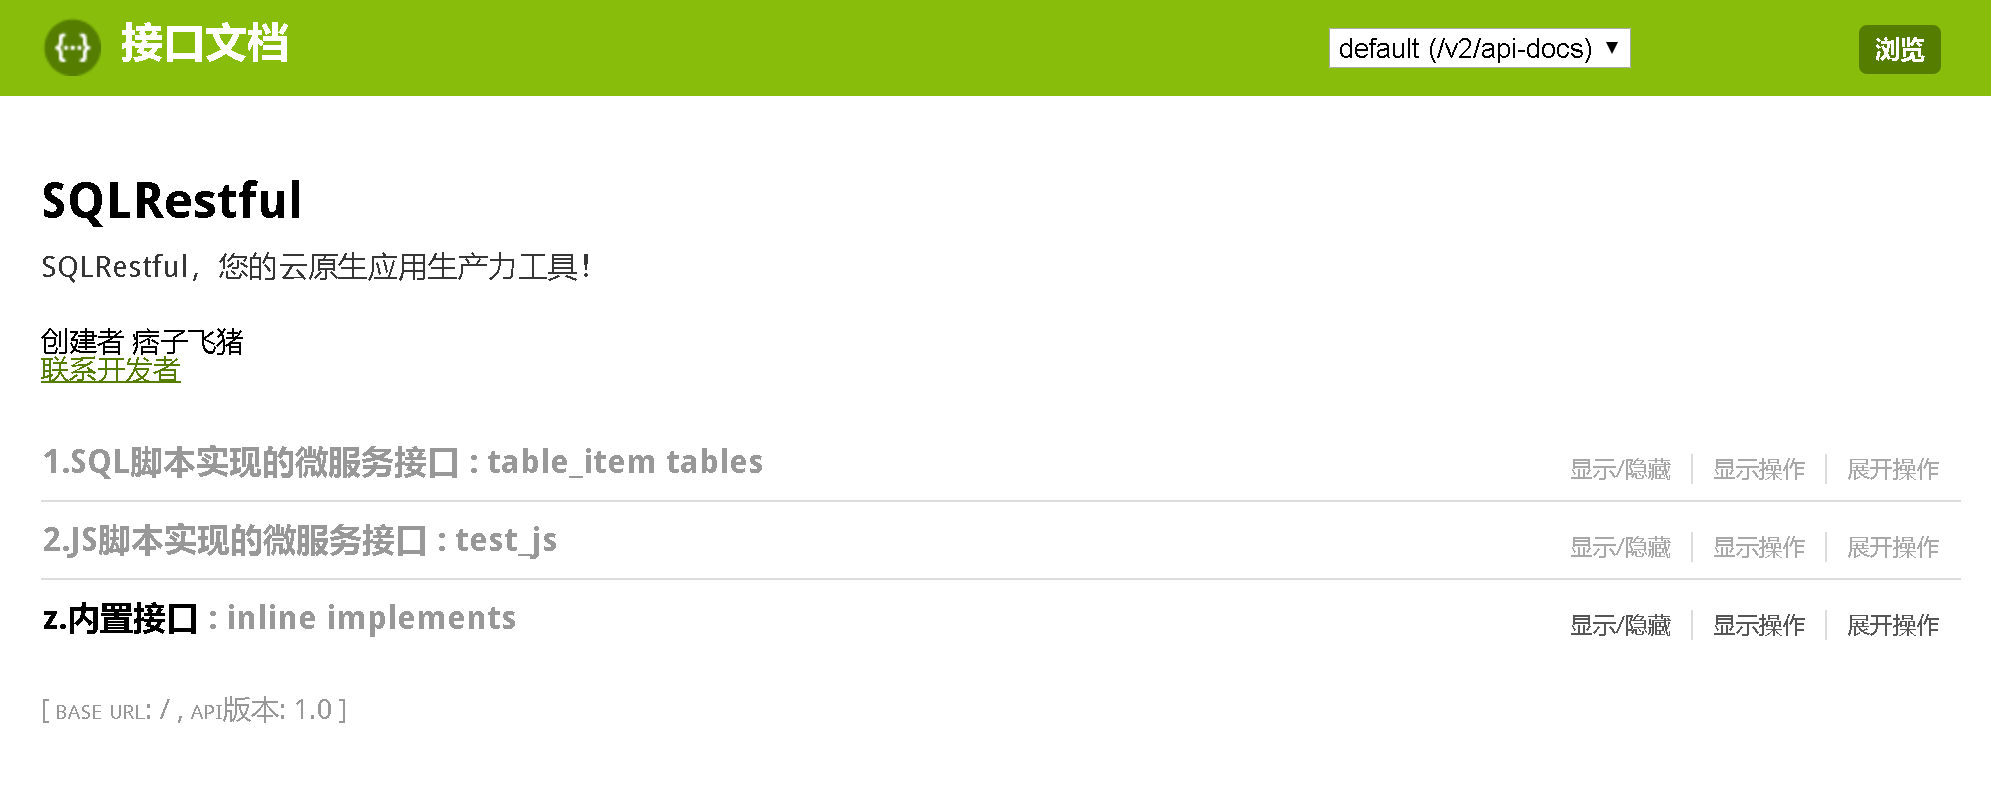 {···} 接口文档
default (/v2/api-docs) ▼
浏览
SQLRestful
SQLRestful，您的云原生应用生产力工具！
创建者 痞子飞猪
联系开发者
1.SQL脚本实现的微服务接口 : table_item tables
显示/隐藏 | 显示操作 | 展开操作
2.JS脚本实现的微服务接口 : test_js
显示/隐藏 | 显示操作 | 展开操作
z.内置接口 : inline implements
显示/隐藏 | 显示操作 | 展开操作
[ BASE URL: / , API版本: 1.0 ]